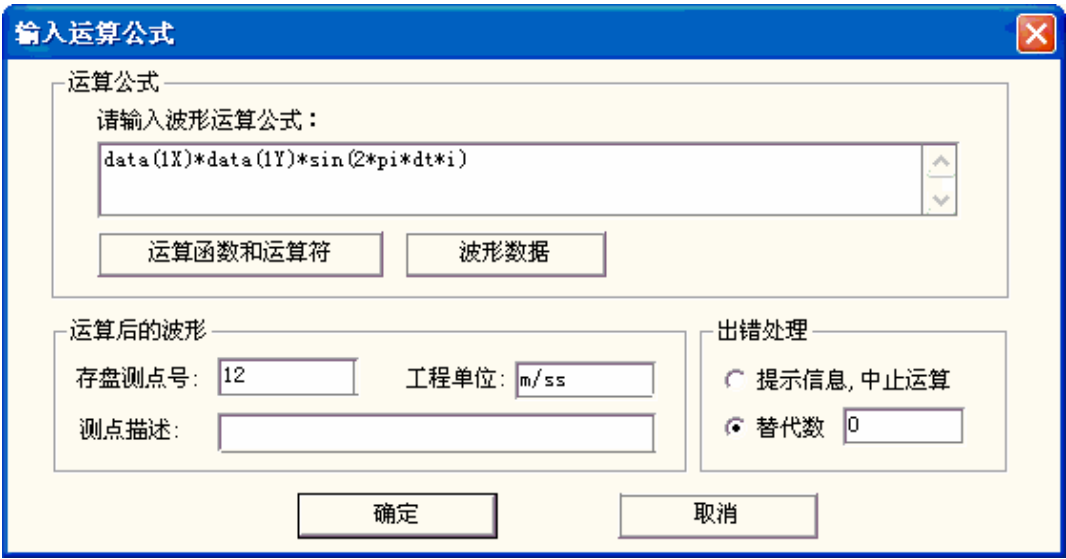 输入运算公式
运算公式
请输入波形运算公式：
data(1X)*data(1Y)*sin(2*pi*dt*i)
运算函数和运算符 波形数据
运算后的波形
存盘测点号: 12 工程单位: m/ss
测点描述:
出错处理
提示信息,中止运算
替代数 0
确定 取消